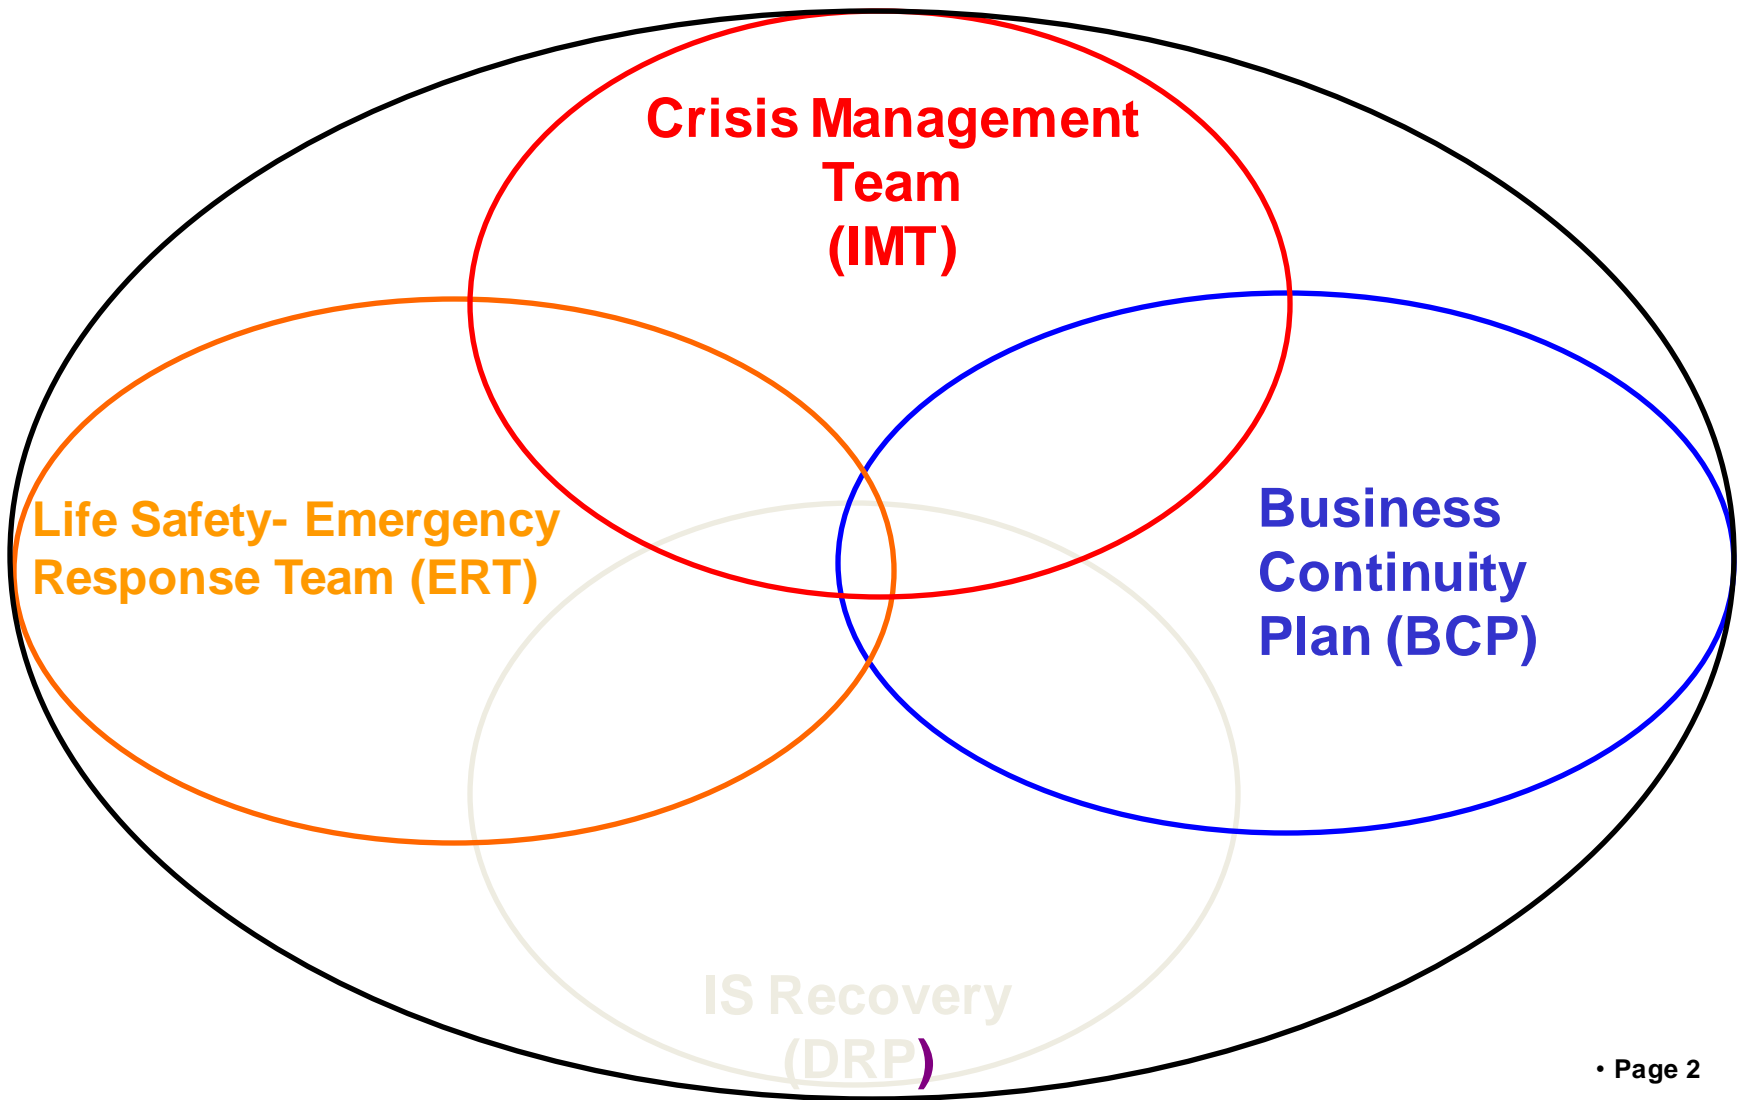 Crisis Management
Team
(IMT)
Life Safety- Emergency
Response Team (ERT)
Business
Continuity
Plan (BCP)
IS Recovery
(DRP)
• Page 2